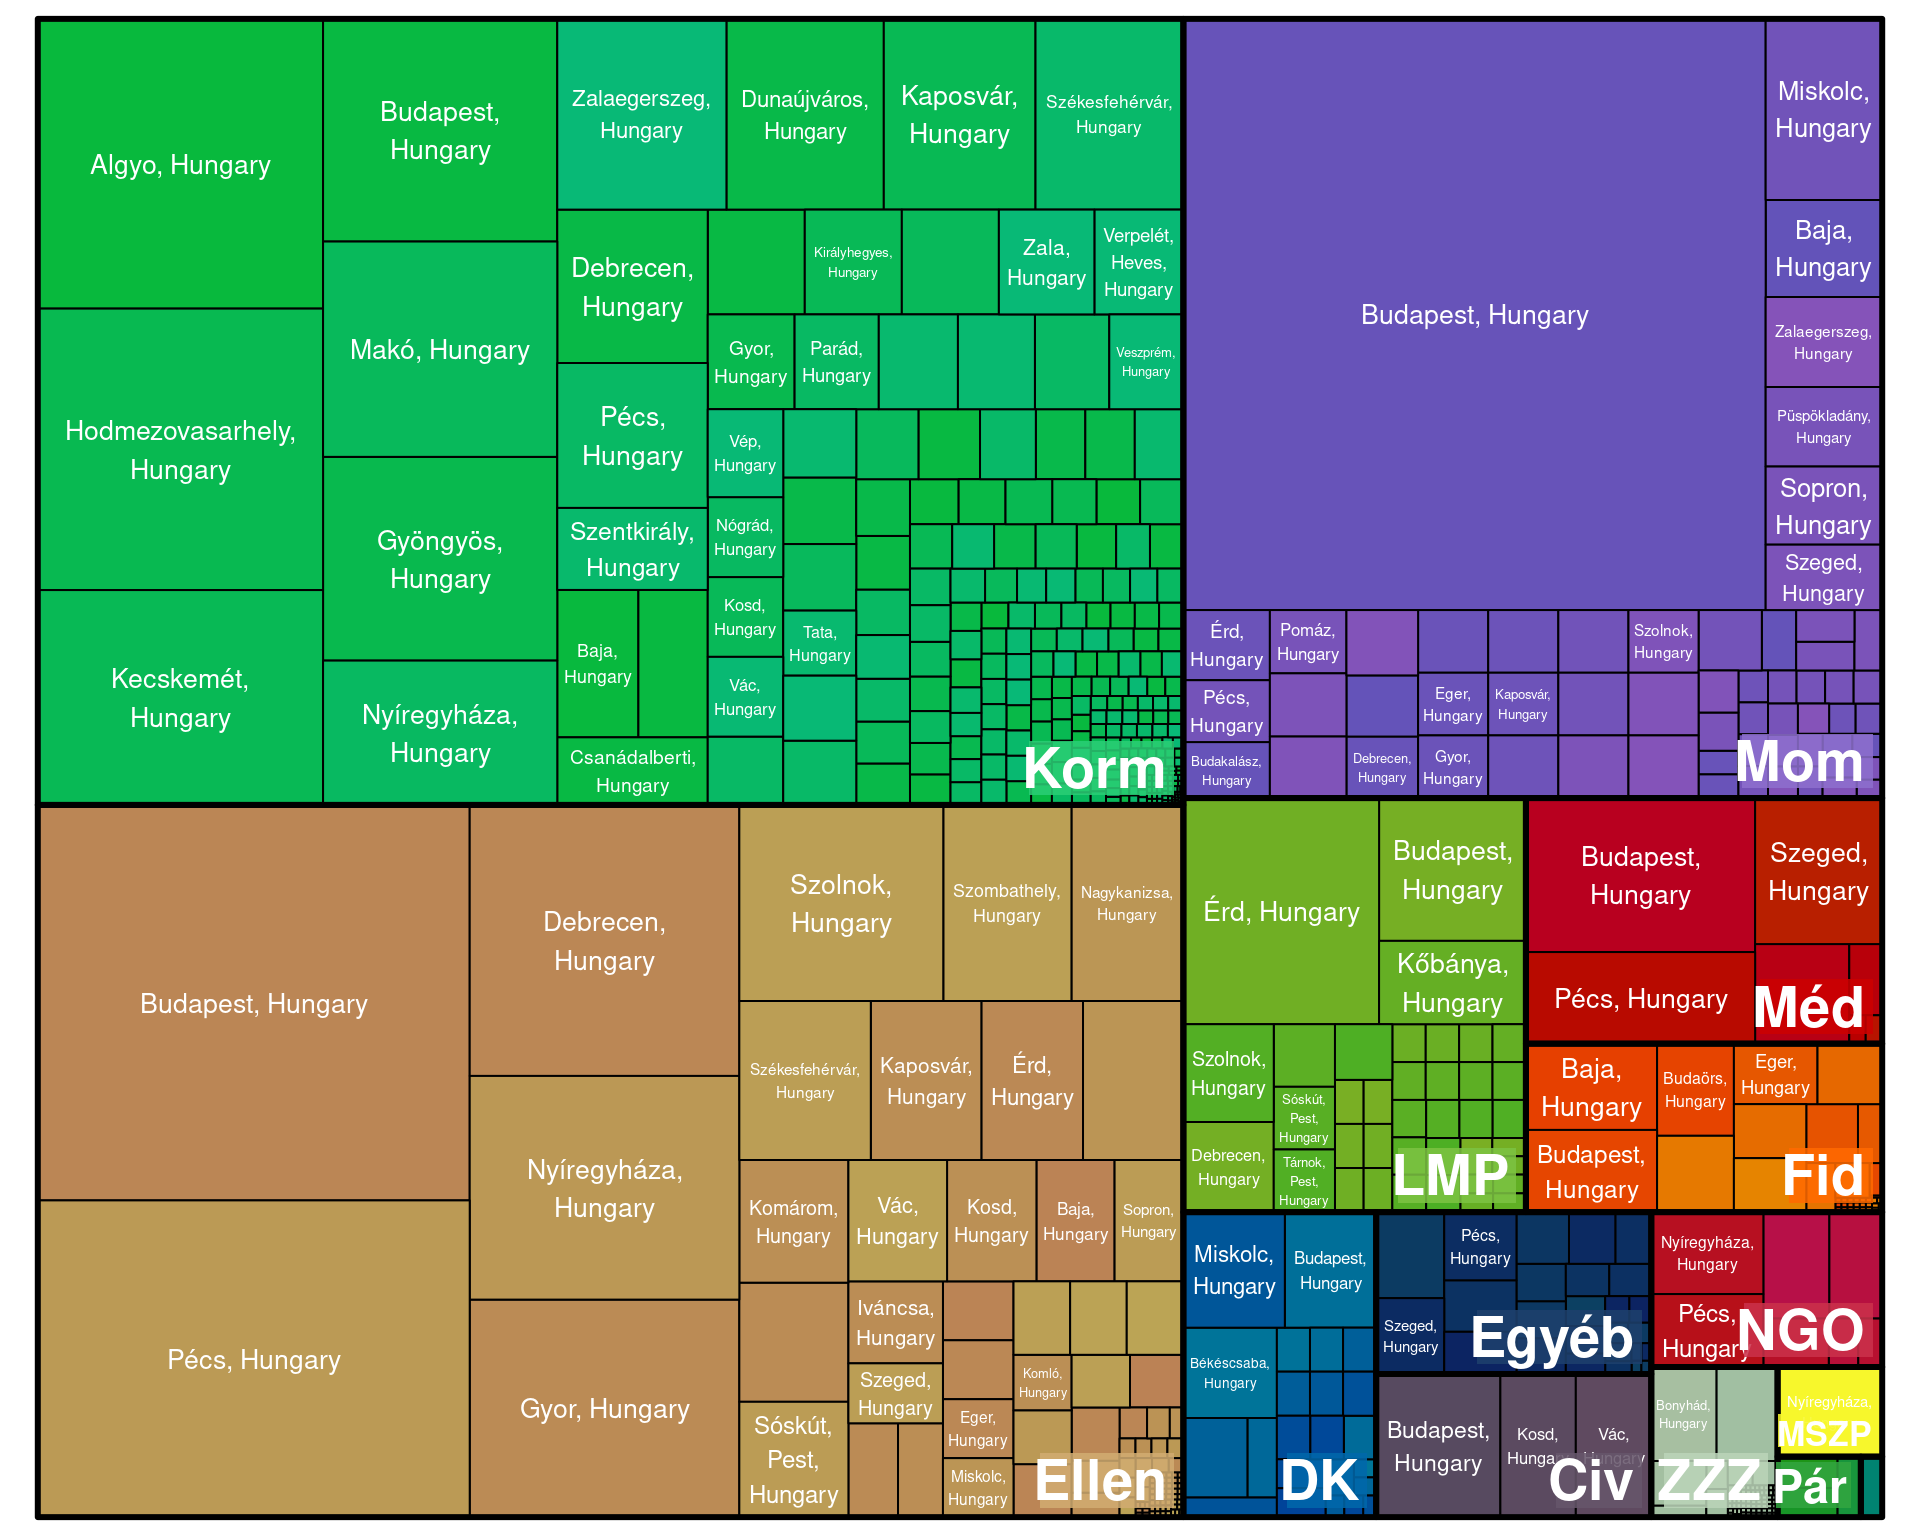 Algyo, Hungary
Hodmezovasarhely,
Hungary
Kecskemét,
Hungary
Budapest,
Hungary
Makó, Hungary
Gyöngyös,
Hungary
Nyíregyháza,
Hungary
Zalaegerszeg,
Hungary
Dunaújváros,
Hungary
Kaposvár,
Hungary
Székesfehérvár,
Hungary
Debrecen,
Hungary
Pécs,
Hungary
Szentkirály,
Hungary
Baja,
Hungary
Csanádalberti,
Hungary
Királyhegyes,
Hungary
Zala,
Hungary
Verpelét,
Heves,
Hungary
Gyor,
Hungary
Parád,
Hungary
Veszprém,
Hungary
Vép,
Hungary
Nógrád,
Hungary
Kosd,
Hungary
Vác,
Hungary
Tata,
Hungary
Korm
Budapest, Hungary
Miskolc,
Hungary
Baja,
Hungary
Zalaegerszeg,
Hungary
Püspökladány,
Hungary
Sopron,
Hungary
Szeged,
Hungary
Érd,
Hungary
Pécs,
Hungary
Budakalász,
Hungary
Pomáz,
Hungary
Debrecen,
Hungary
Eger,
Hungary
Gyor,
Hungary
Kaposvár,
Hungary
Szolnok,
Hungary
Mom
Budapest, Hungary
Pécs, Hungary
Debrecen,
Hungary
Nyíregyháza,
Hungary
Gyor, Hungary
Szolnok,
Hungary
Szombathely,
Hungary
Nagykanizsa,
Hungary
Székesfehérvár,
Hungary
Kaposvár,
Hungary
Érd,
Hungary
Komárom,
Hungary
Vác,
Hungary
Kosd,
Hungary
Baja,
Hungary
Sopron,
Hungary
Sóskút,
Pest,
Hungary
Iváncsa,
Hungary
Szeged,
Hungary
Eger,
Hungary
Miskolc,
Hungary
Komló,
Hungary
Ellen
Érd, Hungary
Budapest,
Hungary
Kőbánya,
Hungary
Szolnok,
Hungary
Debrecen,
Hungary
Sóskút,
Pest,
Hungary
Tárnok,
Pest,
Hungary
LMP
Budapest,
Hungary
Pécs, Hungary
Szeged,
Hungary
Méd
Baja,
Hungary
Budapest,
Hungary
Budaörs,
Hungary
Eger,
Hungary
Fid
Miskolc,
Hungary
Budapest,
Hungary
Békéscsaba,
Hungary
DK
Pécs,
Hungary
Szeged,
Hungary
Egyéb
Budapest,
Hungary
Kosd,
Hungary
Vác,
Hungary
Civ
Nyíregyháza,
Hungary
Pécs,
Hungary
NGO
Bonyhád,
Hungary
ZZZ
Nyíregyháza,
MSZP
Pár